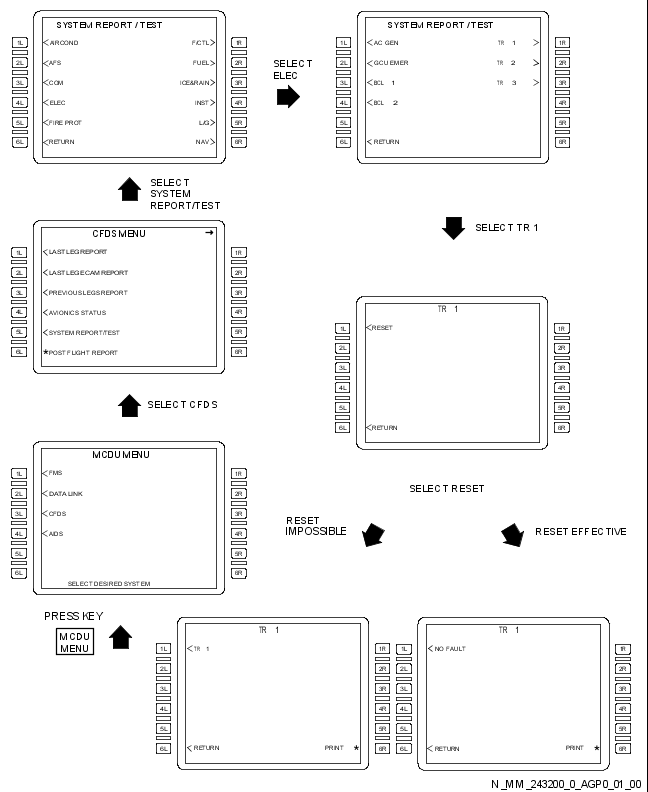 SYSTEM REPORT / TEST
1L <AIRCOND F/CTL> 1R
2L <AFS FUEL> 2R
3L <COM ICE&RAIN> 3R
4L <ELEC INST> 4R
5L <FIRE PROT L/G> 5R
6L <RETURN NAV> 6R
SELECT
ELEC
SYSTEM REPORT / TEST
1L <AC GEN TR 1 > 1R
2L <GCU EMER TR 2 > 2R
3L <BCL 1 TR 3 > 3R
4L <BCL 2 4R
5L 5R
6L <RETURN 6R
SELECT
SYSTEM
REPORT/TEST
SELECT TR 1
CFDS MENU →
1L <LAST LEG REPORT 1R
2L <LAST LEG ECAM REPORT 2R
3L <PREVIOUS LEGS REPORT 3R
4L <AVIONICS STATUS 4R
5L <SYSTEM REPORT/TEST 5R
6L *POST FLIGHT REPORT 6R
TR 1
1L <RESET 1R
2L 2R
3L 3R
4L 4R
5L 5R
6L <RETURN 6R
SELECT CFDS
SELECT RESET
MCDU MENU
1L <FMS 1R
2L <DATA LINK 2R
3L <CFDS 3R
4L <AIDS 4R
5L 5R
6L 6R
SELECT DESIRED SYSTEM
RESET
IMPOSSIBLE
RESET EFFECTIVE
PRESS KEY
MCDU
MENU
TR 1
1L <TR 1 1R
2L 2R
3L 3R
4L 4R
5L 5R
6L <RETURN PRINT * 6R
TR 1
1L <NO FAULT 1R
2L 2R
3L 3R
4L 4R
5L 5R
6L <RETURN PRINT * 6R
N_MM_243200_0_AGP0_01_00